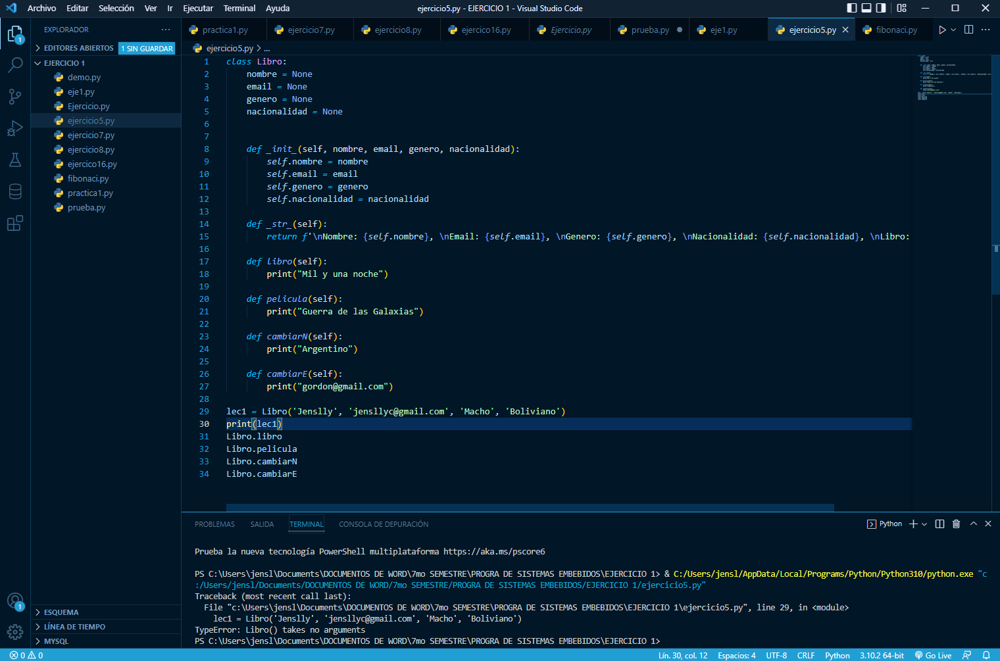 Archivo Editar Selección Ver Ir Ejecutar Terminal Ayuda
ejercicio5.py - EJERCICIO 1 - Visual Studio Code
EXPLORADOR
EDITORES ABIERTOS 1 SIN GUARDAR
EJERCICIO 1
demo.py
eje1.py
Ejercicio.py
ejercicio5.py
ejercicio7.py
ejercicio8.py
ejercico16.py
fibonaci.py
practica1.py
prueba.py
ESQUEMA
LÍNEA DE TIEMPO
MYSQL
1
1
practica1.py ejercicio7.py ejercicio8.py ejercico16.py Ejercicio.py prueba.py eje1.py ejercicio5.py fibonaci.py
ejercicio5.py > ...
1 class Libro:
2 nombre = None
3 email = None
4 genero = None
5 nacionalidad = None
6
7
8 def _init_(self, nombre, email, genero, nacionalidad):
9 self.nombre = nombre
10 self.email = email
11 self.genero = genero
12 self.nacionalidad = nacionalidad
13
14 def _str_(self):
15 return f'\nNombre: {self.nombre}, \nEmail: {self.email}, \nGenero: {self.genero}, \nNacionalidad: {self.nacionalidad}, \nLibro:
16
17 def libro(self):
18 print("Mil y una noche")
19
20 def pelicula(self):
21 print("Guerra de las Galaxias")
22
23 def cambiarN(self):
24 print("Argentino")
25
26 def cambiarE(self):
27 print("gordon@gmail.com")
28
29 lec1 = Libro('Jenslly', 'jensllyc@gmail.com', 'Macho', 'Boliviano')
30 print(lec1)
31 Libro.libro
32 Libro.pelicula
33 Libro.cambiarN
34 Libro.cambiarE
PROBLEMAS SALIDA TERMINAL CONSOLA DE DEPURACIÓN
Python
Prueba la nueva tecnología PowerShell multiplataforma https://aka.ms/pscore6
PS C:\Users\jensl\Documents\DOCUMENTOS DE WORD\7mo SEMESTRE\PROGRA DE SISTEMAS EMBEBIDOS\EJERCICIO 1> & C:/Users/jensl/AppData/Local/Programs/Python/Python310/python.exe "c
:/Users/jensl/Documents/DOCUMENTOS DE WORD/7mo SEMESTRE/PROGRA DE SISTEMAS EMBEBIDOS/EJERCICIO 1/ejercicio5.py"
Traceback (most recent call last):
File "c:\Users\jensl\Documents\DOCUMENTOS DE WORD\7mo SEMESTRE\PROGRA DE SISTEMAS EMBEBIDOS\EJERCICIO 1\ejercicio5.py", line 29, in <module>
lec1 = Libro('Jenslly', 'jensllyc@gmail.com', 'Macho', 'Boliviano')
TypeError: Libro() takes no arguments
PS C:\Users\jensl\Documents\DOCUMENTOS DE WORD\7mo SEMESTRE\PROGRA DE SISTEMAS EMBEBIDOS\EJERCICIO 1>
0 0 Lín. 30, col. 12 Espacios: 4 UTF-8 CRLF Python 3.10.2 64-bit Go Live